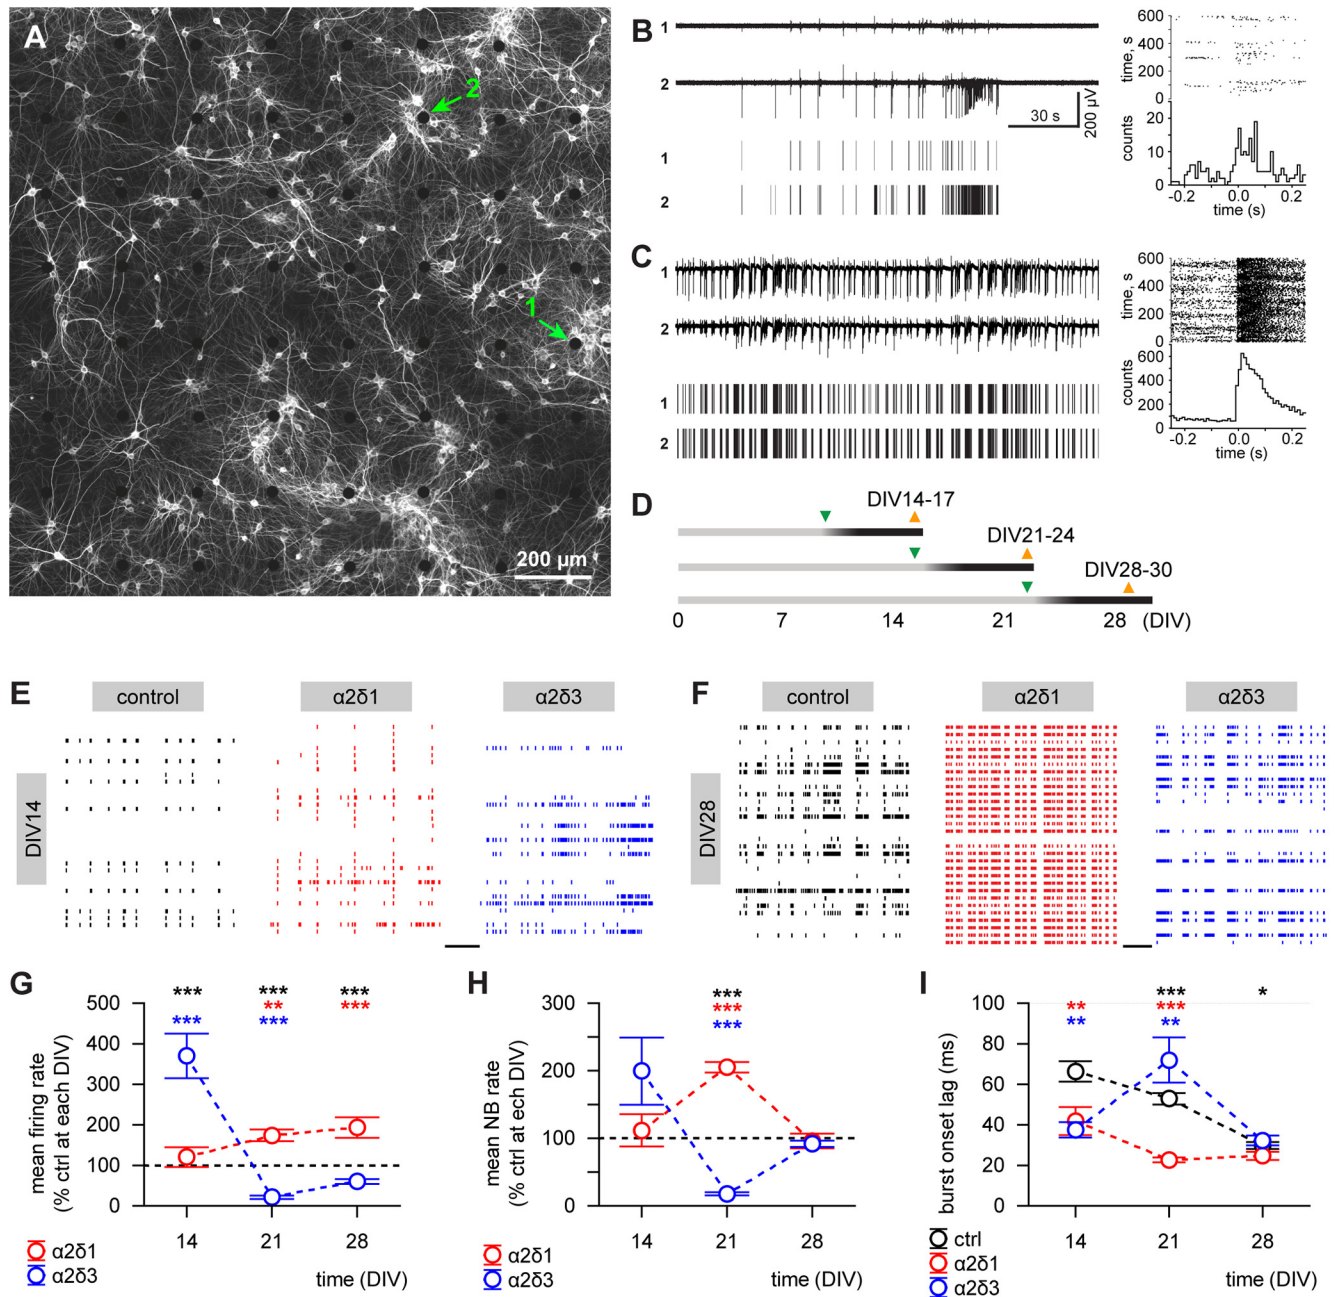 A
2
1
200 µm
B
1
2
30 s
200 µV
1
2
time, s
600
400
200
0
counts
20
10
0
-0.2
0.0
0.2
time (s)
C
1
2
1
2
time, s
600
400
200
0
counts
600
400
200
0
-0.2
0.0
0.2
time (s)
D
DIV14-17
DIV21-24
DIV28-30
0
7
14
21
28
(DIV)
E
control
α2δ1
α2δ3
DIV14
F
control
α2δ1
α2δ3
DIV28
G
mean firing rate
(% ctrl at each DIV)
500
400
300
200
100
0
***
***
***
**
***
***
***
14
21
28
time (DIV)
α2δ1
α2δ3
H
mean NB rate
(% ctrl at ech DIV)
300
200
100
0
***
***
***
14
21
28
time (DIV)
α2δ1
α2δ3
I
burst onset lag (ms)
100
80
60
40
20
0
**
**
***
***
**
*
14
21
28
time (DIV)
ctrl
α2δ1
α2δ3